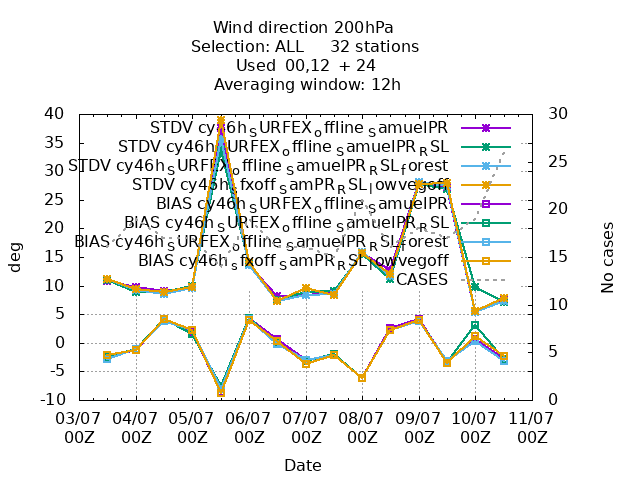 Wind direction 200hPa
Selection: ALL 32 stations
Used 00,12 + 24
Averaging window: 12h
40 30
STDV cy46h_SURFEX_offline_samuelPR
35
STDV cy46h_SURFEX_offline_samuelPR_RSL
25
STDV cy46h_SURFEX_offline_samuelPR_RSL_forest
30
STDV cy46h_sfxoff_SamPR_RSL_lowvegoff
25
BIAS cy46h_SURFEX_offline_samuelPR
20
BIAS cy46h_SURFEX_offline_samuelPR_RSL
20
BIAS cy46h_SURFEX_offline_samuelPR_RSL_forest
15
BIAS cy46h_sfxoff_SamPR_RSL_lowvegoff
15
CASES
10
10
5
0
5
-5
-10 0
deg
No cases
03/07 04/07 05/07 06/07 07/07 08/07 09/07 10/07 11/07
00Z 00Z 00Z 00Z 00Z 00Z 00Z 00Z 00Z
Date